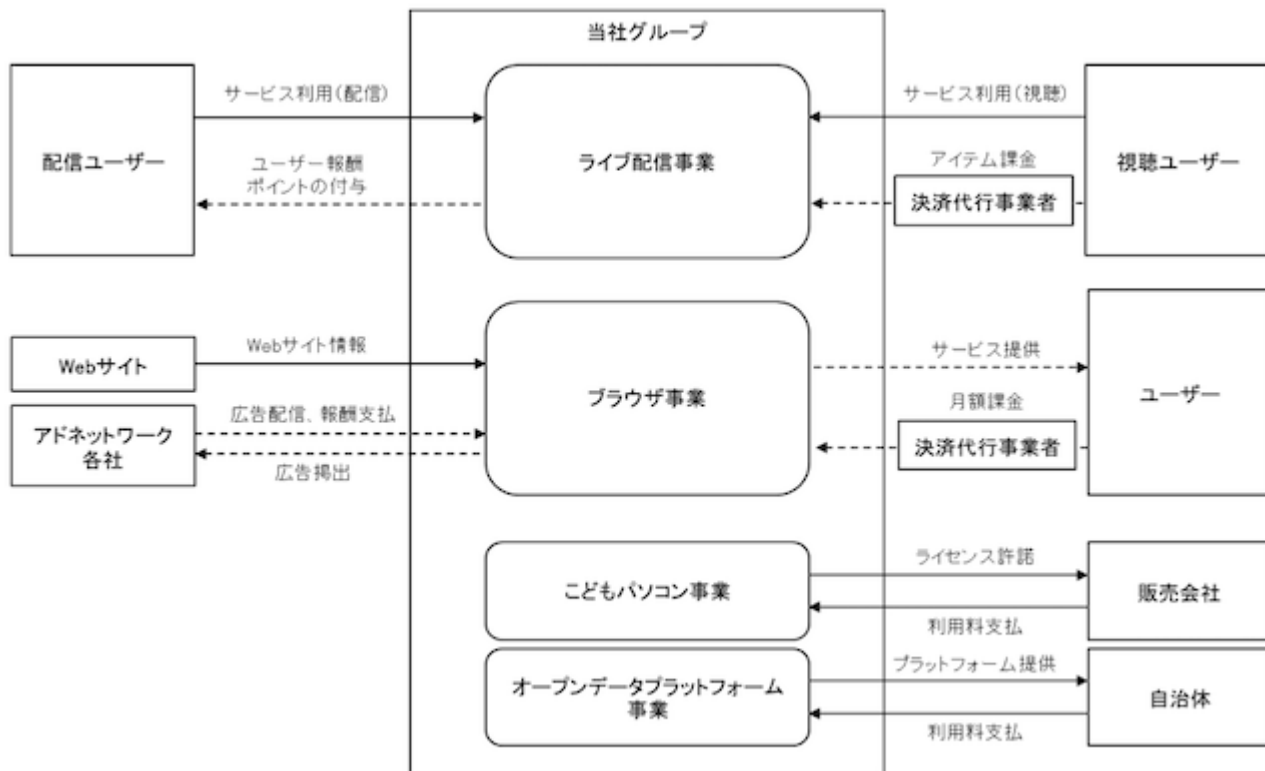 当社グループ
配信ユーザー
サービス利用(配信)
ユーザー報酬
ポイントの付与
ライブ配信事業
サービス利用(視聴)
アイテム課金
決済代行事業者
視聴ユーザー
Webサイト
Webサイト情報
アドネットワーク
各社
広告配信、報酬支払
広告掲出
ブラウザ事業
サービス提供
月額課金
決済代行事業者
ユーザー
こどもパソコン事業
ライセンス許諾
利用料支払
販売会社
オープンデータプラットフォーム
事業
プラットフォーム提供
利用料支払
自治体